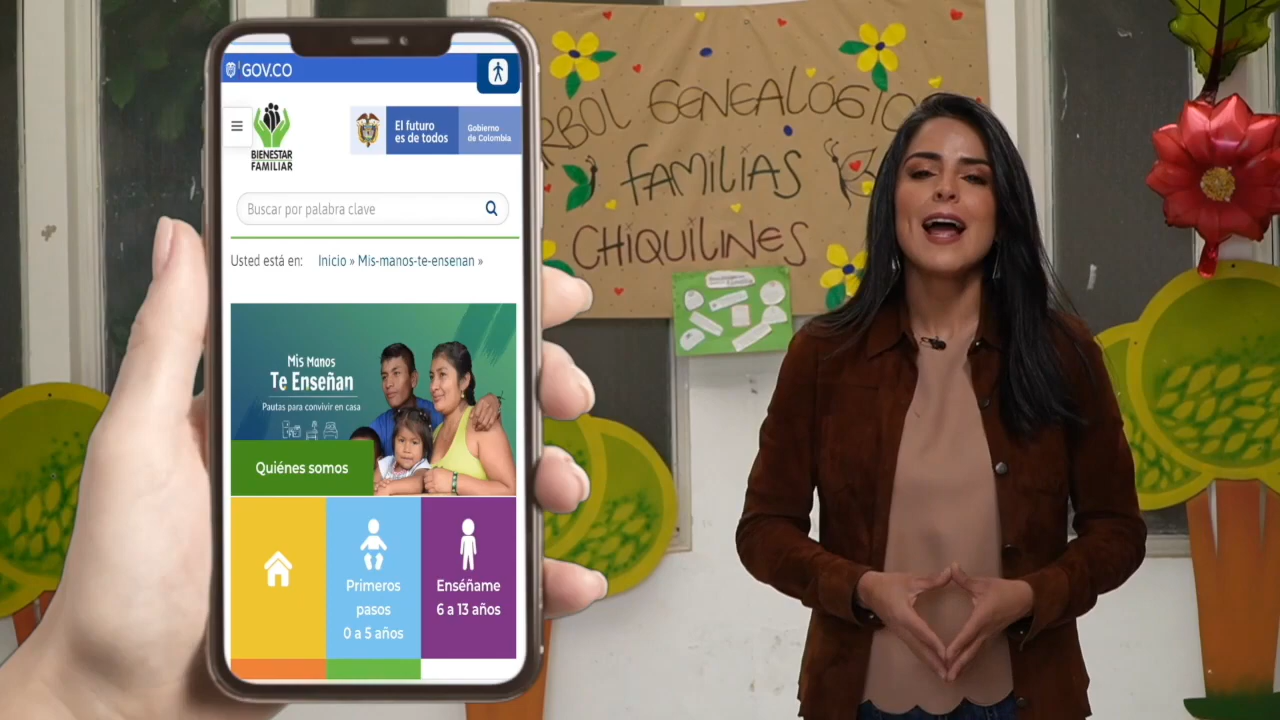 GOV.CO
BIENESTAR
FAMILIAR
El futuro
es de todos
Gobierno
de Colombia
Buscar por palabra clave
Usted está en: Inicio » Mis-manos-te-ensenan »
Mis Manos
Te Enseñan
Pautas para convivir en casa
Quiénes somos
Primeros
pasos
0 a 5 años
Enséñame
6 a 13 años
RBOL GENEALÓGICO
FAMILIAS
CHIQUILINES